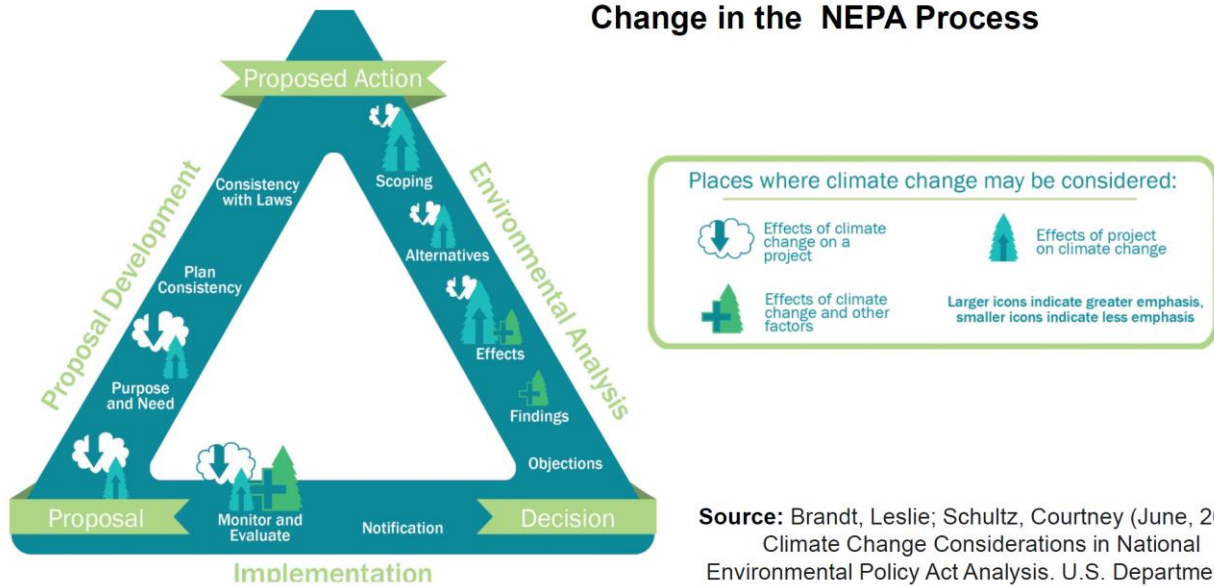 Change in the NEPA Process
Proposed Action
Proposal Development
Environmental Analysis
Consistency
with Laws
Plan
Consistency
Purpose
and Need
Scoping
Alternatives
Effects
Findings
Objections
Proposal
Monitor and
Evaluate
Notification
Decision
Implementation
Places where climate change may be considered:
Effects of climate
change on a
project
Effects of project
on climate change
Effects of climate
change and other
factors
Larger icons indicate greater emphasis,
smaller icons indicate less emphasis
Source: Brandt, Leslie; Schultz, Courtney (June,
Climate Change Considerations in National
Environmental Policy Act Analysis. U.S.